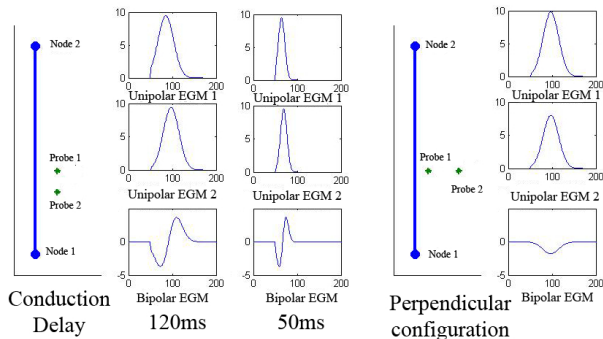 Node 2
Probe 1
Probe 2
Node 1
Conduction
Delay
10
5
0
0 100 200
Unipolar EGM 1
10
5
0
0 100 200
Unipolar EGM 2
0
-5
0 100 200
Bipolar EGM
120ms
10
5
0
0 100 200
Unipolar EGM 1
10
5
0
0 100 200
Unipolar EGM 2
0
-5
0 100 200
Bipolar EGM
50ms
Node 2
Probe 1
Probe 2
Node 1
Perpendicular
configuration
10
5
0
0 100 200
Unipolar EGM 1
10
5
0
0 100 200
Unipolar EGM 2
5
0
-5
0 100 200
Bipolar EGM